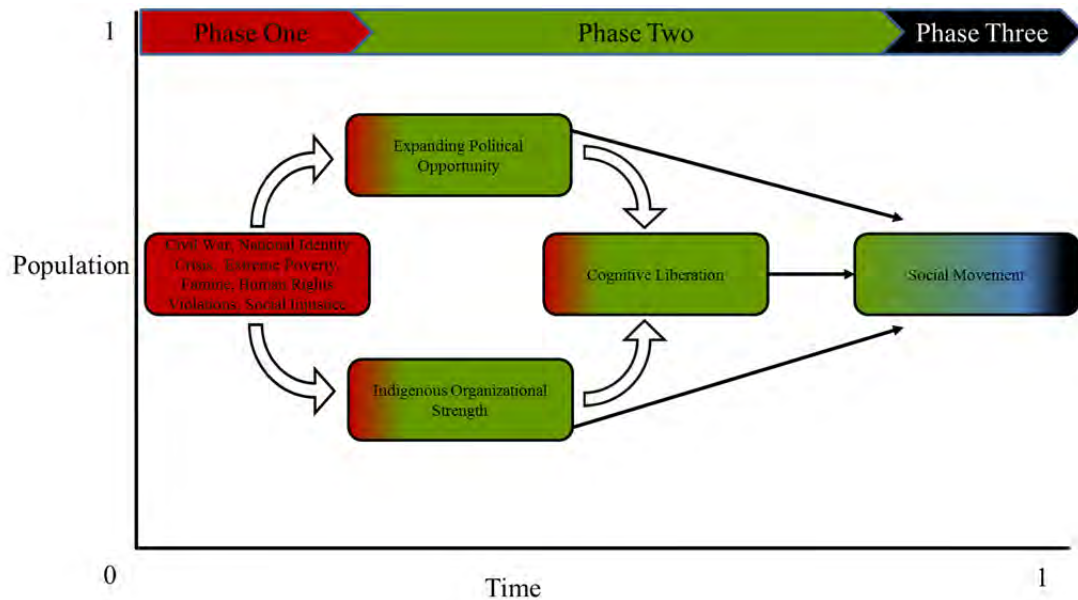 1
Phase One
Phase Two
Phase Three
Expanding Political
Opportunity
Population
Civil War, National Identity
Crisis, Extreme Poverty,
Famine, Human Rights
Violations, Social Injustice
Cognitive Liberation
Social Movement
Indigenous Organizational
Strength
0
Time
1